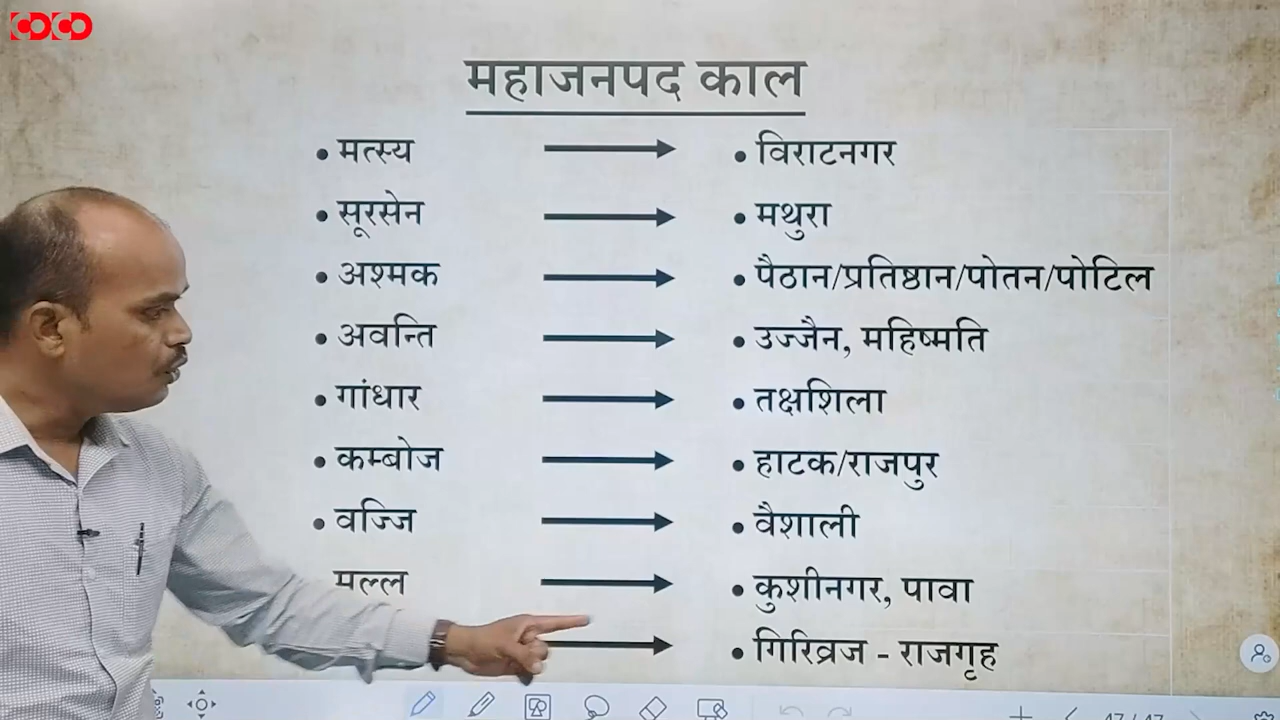 महाजनपद काल
• मत्स्य → • विराटनगर
• सूरसेन → • मथुरा
• अश्मक → • पैठान/प्रतिष्ठान/पोतन/पोटिल
• अवन्ति → • उज्जैन, महिष्मति
• गांधार → • तक्षशिला
• कम्बोज → • हाटक/राजपुर
• वज्जि → • वैशाली
मल्ल → • कुशीनगर, पावा
→ • गिरिव्रज - राजगृह